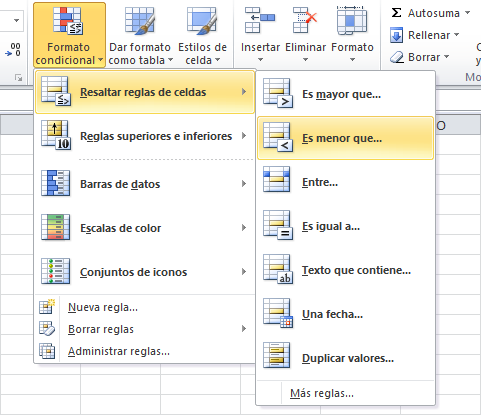 Formato condicional
Dar formato como tabla
Estilos de celda
Insertar
Eliminar
Formato
Σ Autosuma
Rellenar
Borrar
,00
0
Resaltar reglas de celdas
Reglas superiores e inferiores
10
Barras de datos
Escalas de color
Conjuntos de iconos
Nueva regla...
Borrar reglas
Administrar reglas...
Es mayor que...
Es menor que...
Entre...
Es igual a...
Texto que contiene...
ab
Una fecha...
Duplicar valores...
Más reglas...
O